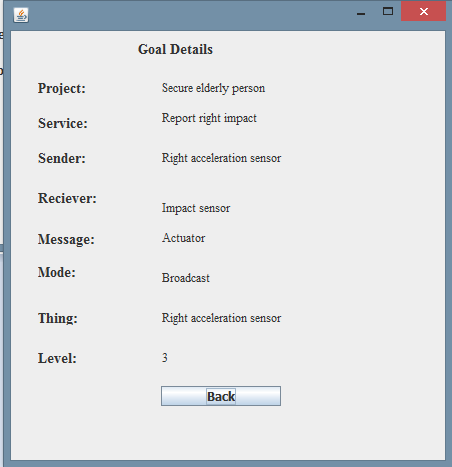 Goal Details
Project: Secure elderly person
Service: Report right impact
Sender: Right acceleration sensor
Reciever: Impact sensor
Message: Actuator
Mode: Broadcast
Thing: Right acceleration sensor
Level: 3
Back